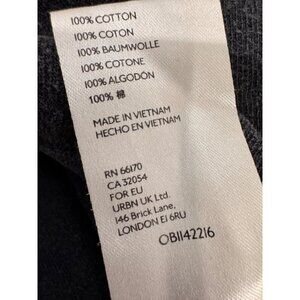 100% COTTON
100% COTON
100% BAUMWOLLE
100% COTONE
100% ALGODÓN
100% 棉
MADE IN VIETNAM
HECHO EN VIETNAM
RN 66170
CA 32054
FOR EU
URBN UK Ltd.
146 Brick Lane,
LONDON E1 6RU
OB1142216